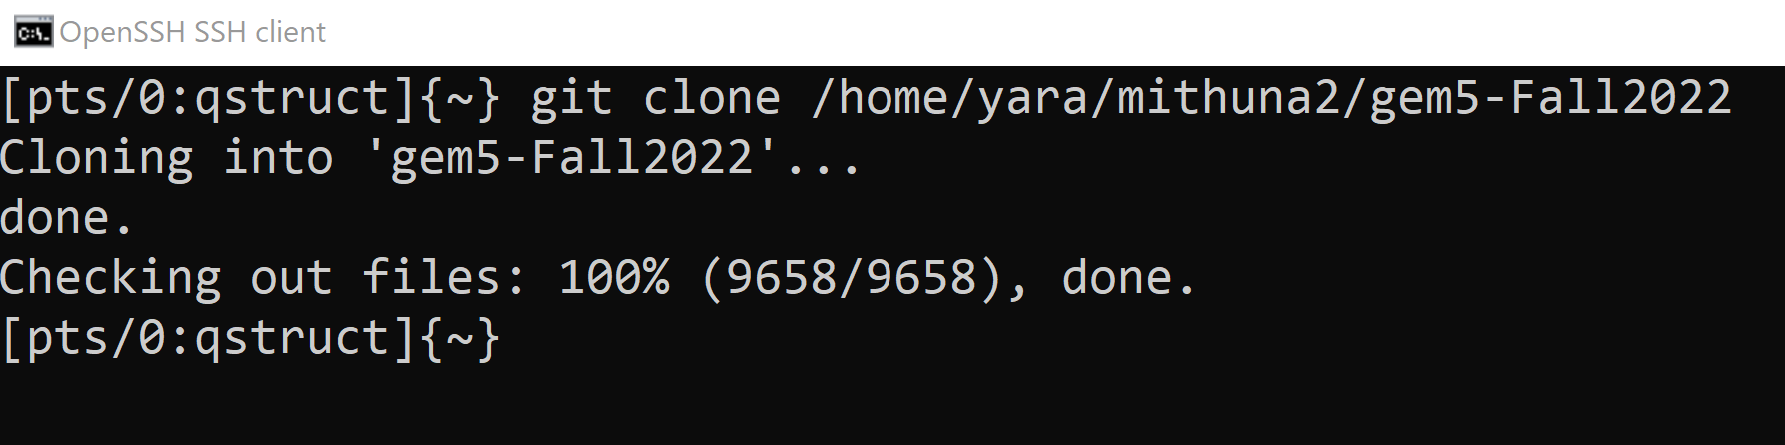 OpenSSH SSH client
[pts/0:qstruct]{~} git clone /home/yara/mithuna2/gem5-Fall2022
Cloning into 'gem5-Fall2022'...
done.
Checking out files: 100% (9658/9658), done.
[pts/0:qstruct]{~}